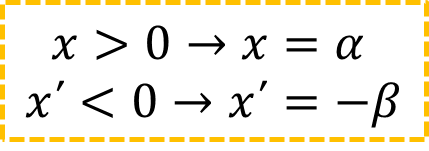 x > 0 → x = α
x′ < 0 → x′ = −β